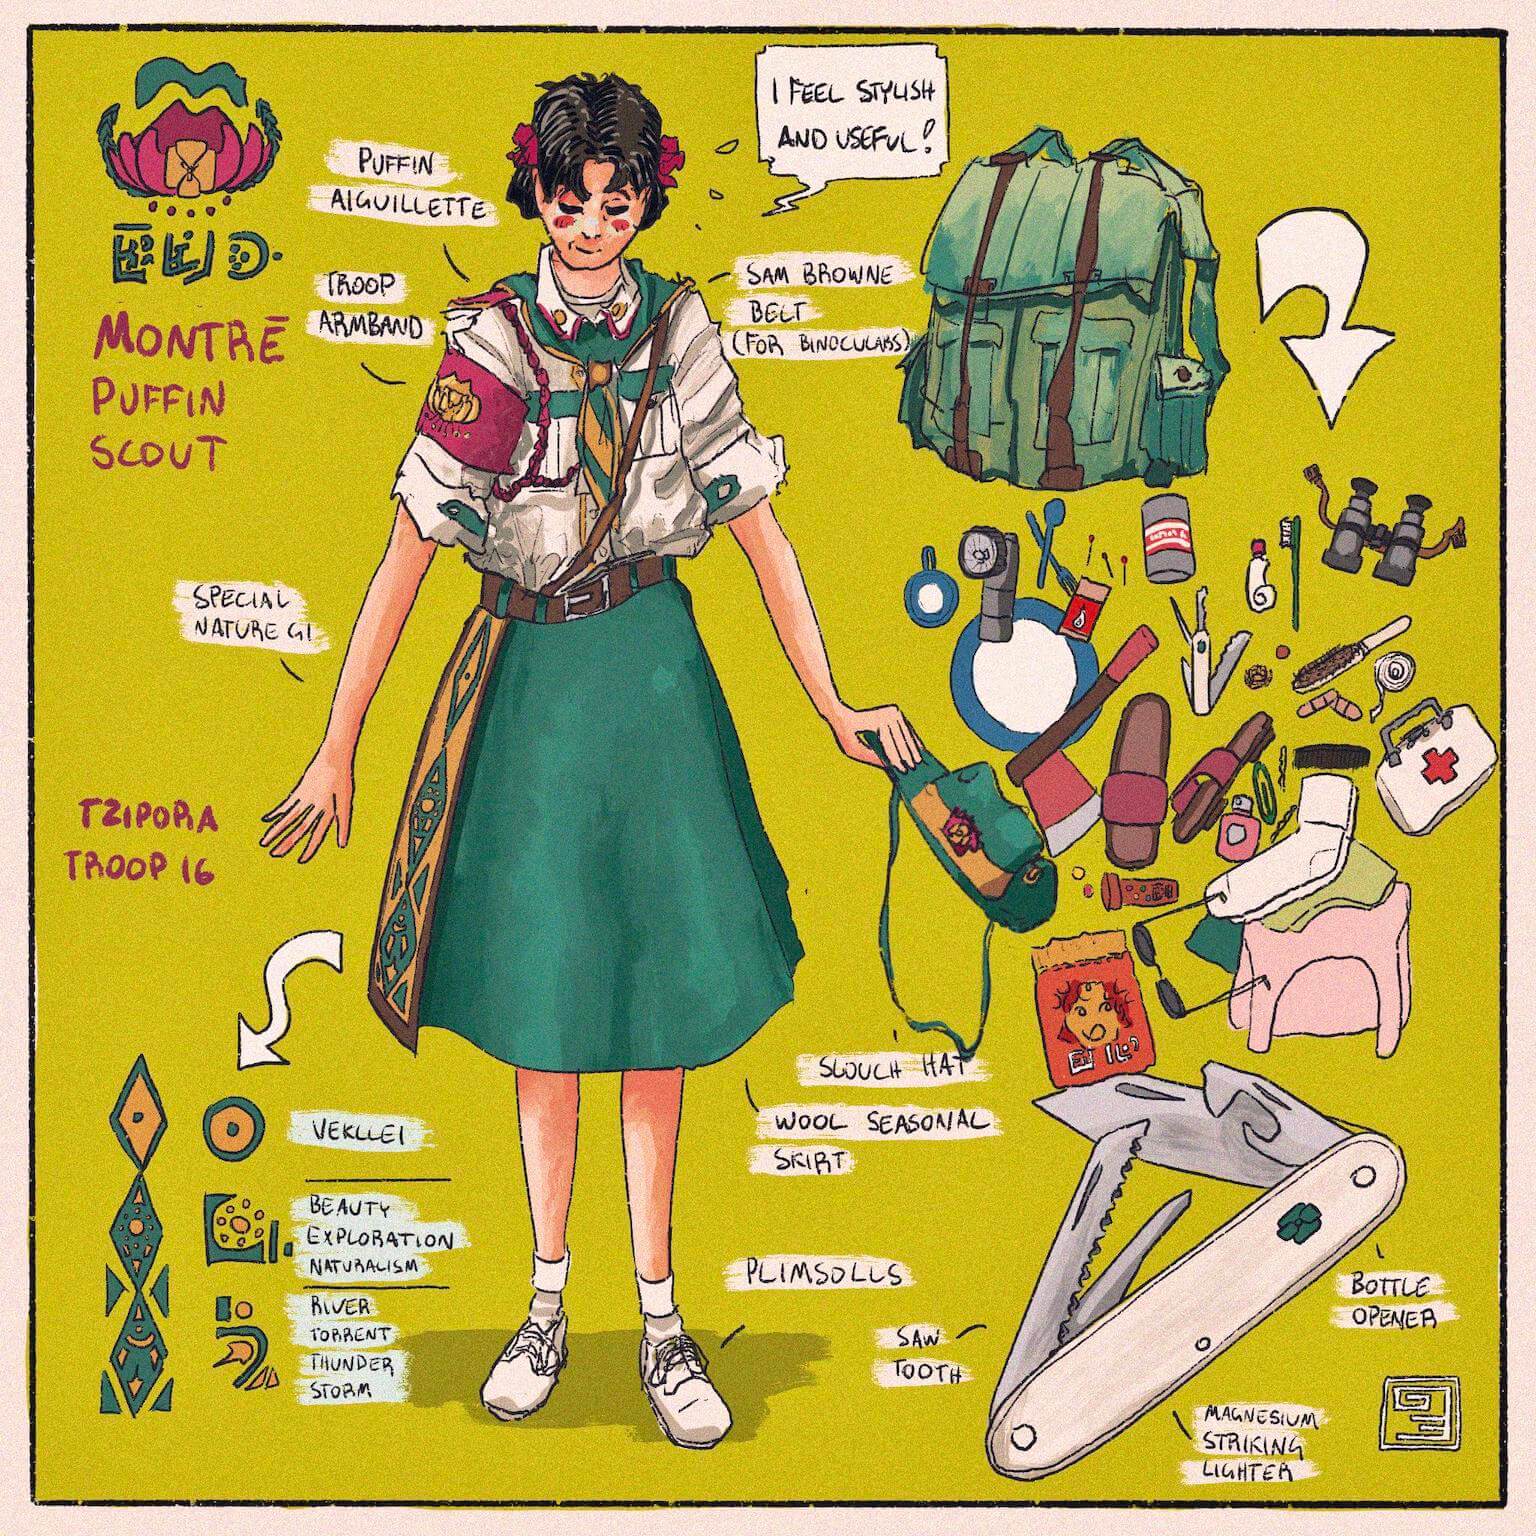 I FEEL STYLISH
AND USEFUL!
PUFFIN
AIGUILLETTE
TROOP
ARMBAND
SAM BROWNE
BELT
(FOR BINOCULARS)
MONTRĒ
PUFFIN
SCOUT
SPECIAL
NATURE GI
TZIPORA
TROOP 16
SLOUCH HAT
WOOL SEASONAL
SKIRT
VEKLLEI
BEAUTY
EXPLORATION
NATURALISM
RIVER
TORRENT
THUNDER
STORM
PLIMSOLLS
SAW
TOOTH
BOTTLE
OPENER
MAGNESIUM
STRIKING
LIGHTER